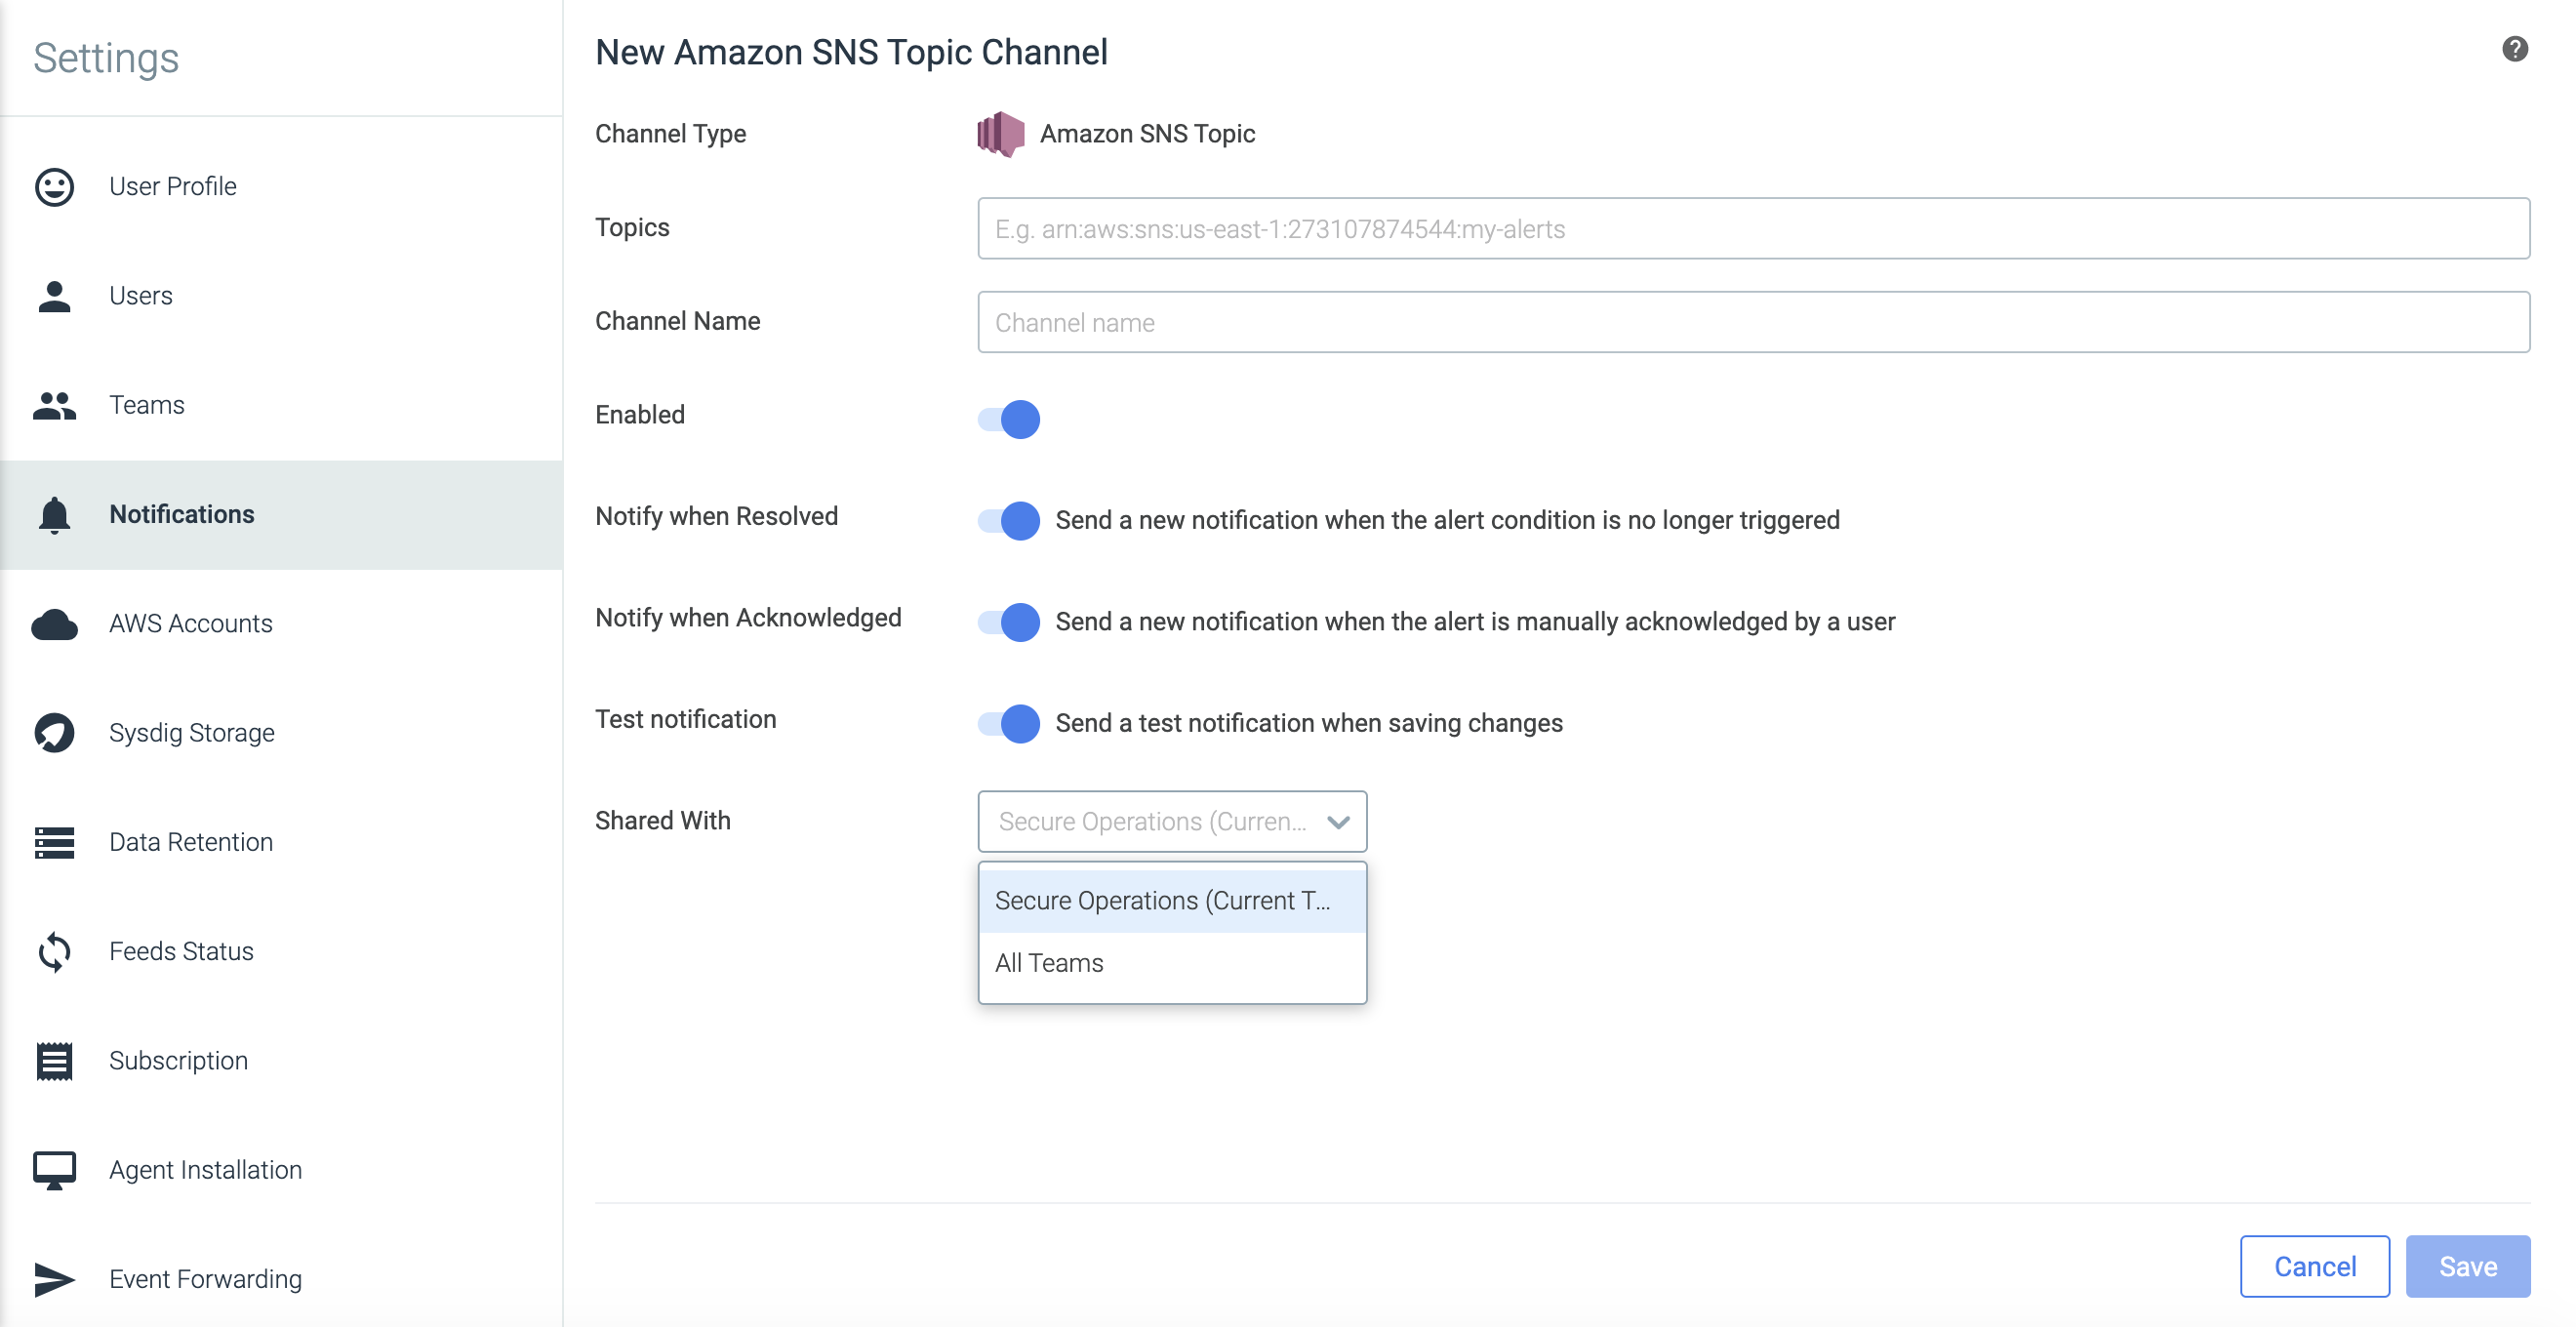 Settings
User Profile
Users
Teams
Notifications
AWS Accounts
Sysdig Storage
Data Retention
Feeds Status
Subscription
Agent Installation
Event Forwarding
New Amazon SNS Topic Channel
?
Channel Type
Amazon SNS Topic
Topics
E.g. arn:aws:sns:us-east-1:273107874544:my-alerts
Channel Name
Channel name
Enabled
Notify when Resolved
Send a new notification when the alert condition is no longer triggered
Notify when Acknowledged
Send a new notification when the alert is manually acknowledged by a user
Test notification
Send a test notification when saving changes
Shared With
Secure Operations (Curren...
Secure Operations (Current T...
All Teams
Cancel
Save